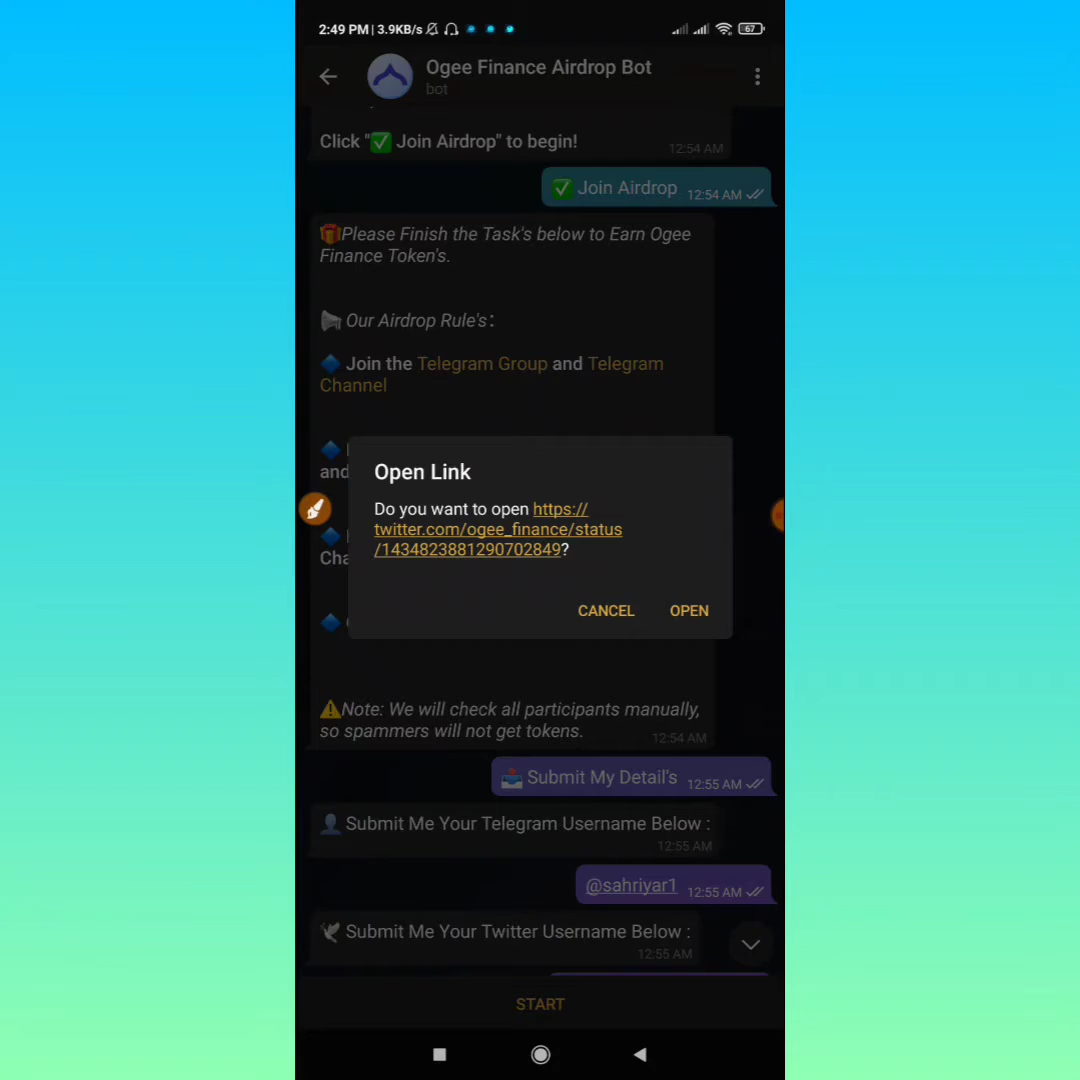 2:49 PM | 3.9KB/s 67
Ogee Finance Airdrop Bot
bot
Click "✅ Join Airdrop" to begin!
12:54 AM
✅ Join Airdrop 12:54 AM
🎁Please Finish the Task's below to Earn Ogee
Finance Token's.
Our Airdrop Rule's:
🔷 Join the Telegram Group and Telegram
Channel
and
Open Link
Do you want to open https://
twitter.com/ogee_finance/status
/1434823881290702849?
Cha
CANCEL OPEN
⚠️Note: We will check all participants manually,
so spammers will not get tokens. 12:54 AM
📤 Submit My Detail's 12:55 AM
👤 Submit Me Your Telegram Username Below :
12:55 AM
@sahriyar1 12:55 AM
🕊 Submit Me Your Twitter Username Below :
12:55 AM
START